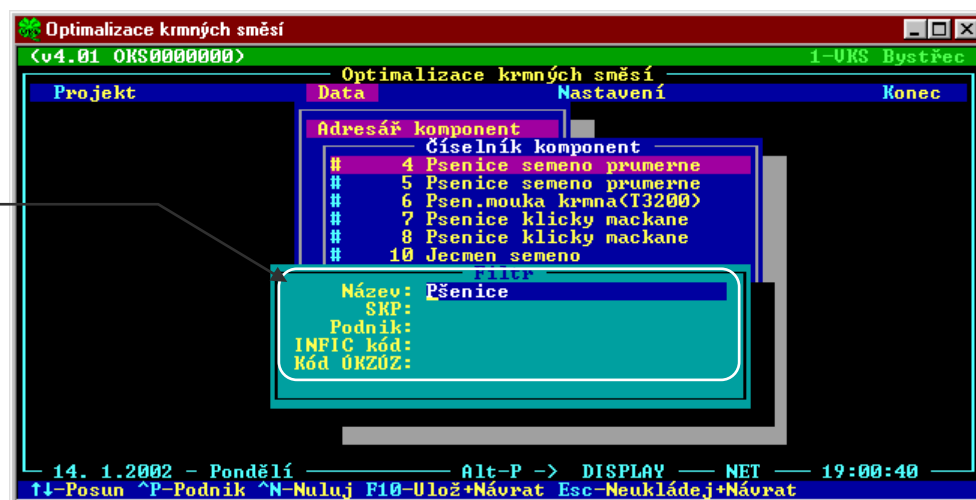 Optimalizace krmných směsí
(v4.01 OKS0000000) 1-VKS Bystřec
Optimalizace krmných směsí
Projekt Data Nastavení Konec
Adresář komponent
Číselník komponent
# 4 Psenice semeno prumerne
# 5 Psenice semeno prumerne
# 6 Psen.mouka krmna(T3200)
# 7 Psenice klicky mackane
# 8 Psenice klicky mackane
# 10 Jecmen semeno
Filtr
Název: Pšenice
SKP:
Podnik:
INFIC kód:
Kód ÚKZÚZ:
14. 1.2002 - Pondělí Alt-P -> DISPLAY NET 19:00:40
↑↓-Posun ^P-Podnik ^N-Nuluj F10-Ulož+Návrat Esc-Neukládej+Návrat